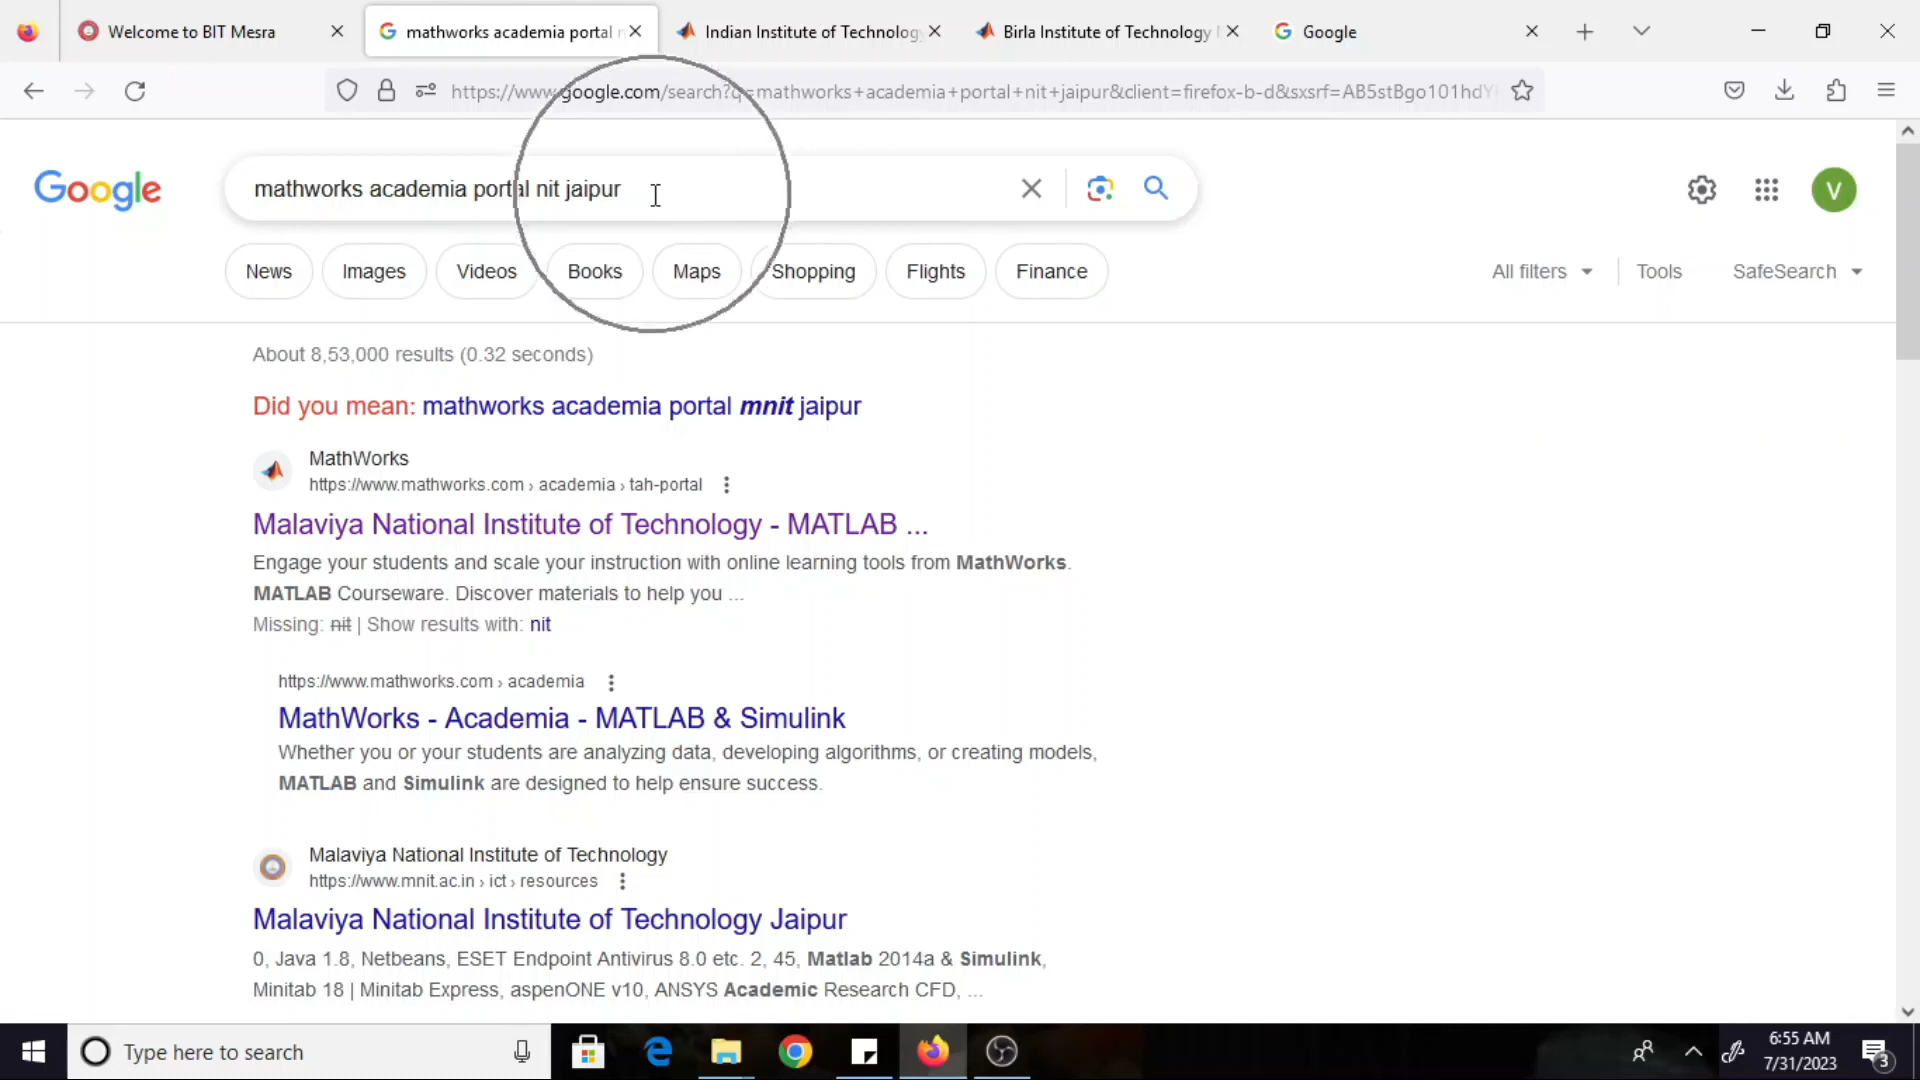 Welcome to BIT Mesra
mathworks academia portal n
Indian Institute of Technology
Birla Institute of Technology
Google
https://www.google.com/search?q=mathworks+academia+portal+nit+jaipur&client=firefox-b-d&sxsrf=AB5stBgo101hdY
Google
mathworks academia portal nit jaipur
V
News
Images
Videos
Books
Maps
Shopping
Flights
Finance
All filters
Tools
SafeSearch
About 8,53,000 results (0.32 seconds)
Did you mean: mathworks academia portal mnit jaipur
MathWorks
https://www.mathworks.com › academia › tah-portal
Malaviya National Institute of Technology - MATLAB ...
Engage your students and scale your instruction with online learning tools from MathWorks.
MATLAB Courseware. Discover materials to help you ...
Missing: nit | Show results with: nit
https://www.mathworks.com › academia
MathWorks - Academia - MATLAB & Simulink
Whether you or your students are analyzing data, developing algorithms, or creating models,
MATLAB and Simulink are designed to help ensure success.
Malaviya National Institute of Technology
https://www.mnit.ac.in › ict › resources
Malaviya National Institute of Technology Jaipur
0, Java 1.8, Netbeans, ESET Endpoint Antivirus 8.0 etc. 2, 45, Matlab 2014a & Simulink,
Minitab 18 | Minitab Express, aspenONE v10, ANSYS Academic Research CFD, ...
Type here to search
6:55 AM
7/31/2023
3